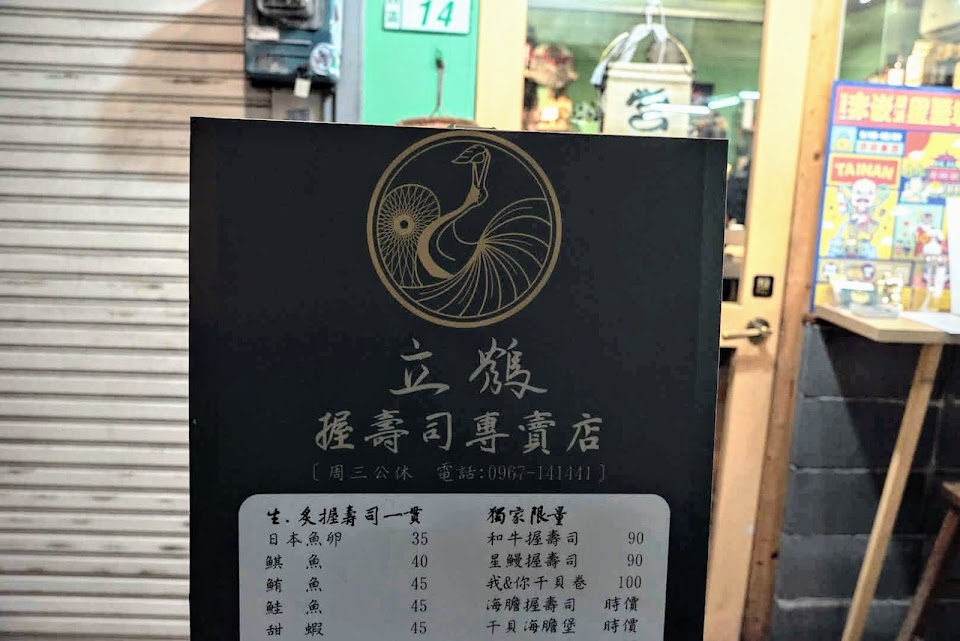 14
立鶴
握壽司專賣店
〔周三公休 電話:0967-141441〕
生.炙握壽司一貫
日本魚卵 35
鯕魚 40
鮪魚 45
鮭魚 45
甜蝦 45
獨家限量
和牛握壽司 90
星鰻握壽司 90
我&你干貝卷 100
海膽握壽司 時價
干貝海膽堡 時價
營
TAINAN